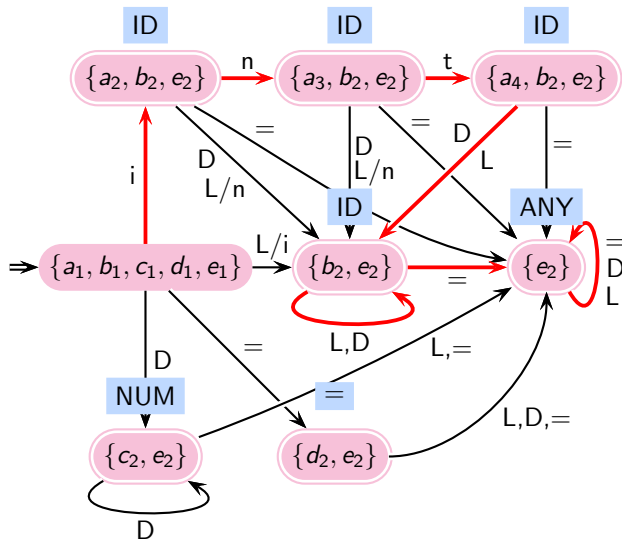 ID ID ID
{a₂, b₂, e₂} n {a₃, b₂, e₂} t {a₄, b₂, e₂}
= = D =
D D L
i L/n L/n
ID ANY
{a₁, b₁, c₁, d₁, e₁} L/i {b₂, e₂} = {e₂} =
D
L
L,D
D = L,=
NUM =
L,D,=
{c₂, e₂} {d₂, e₂}
D